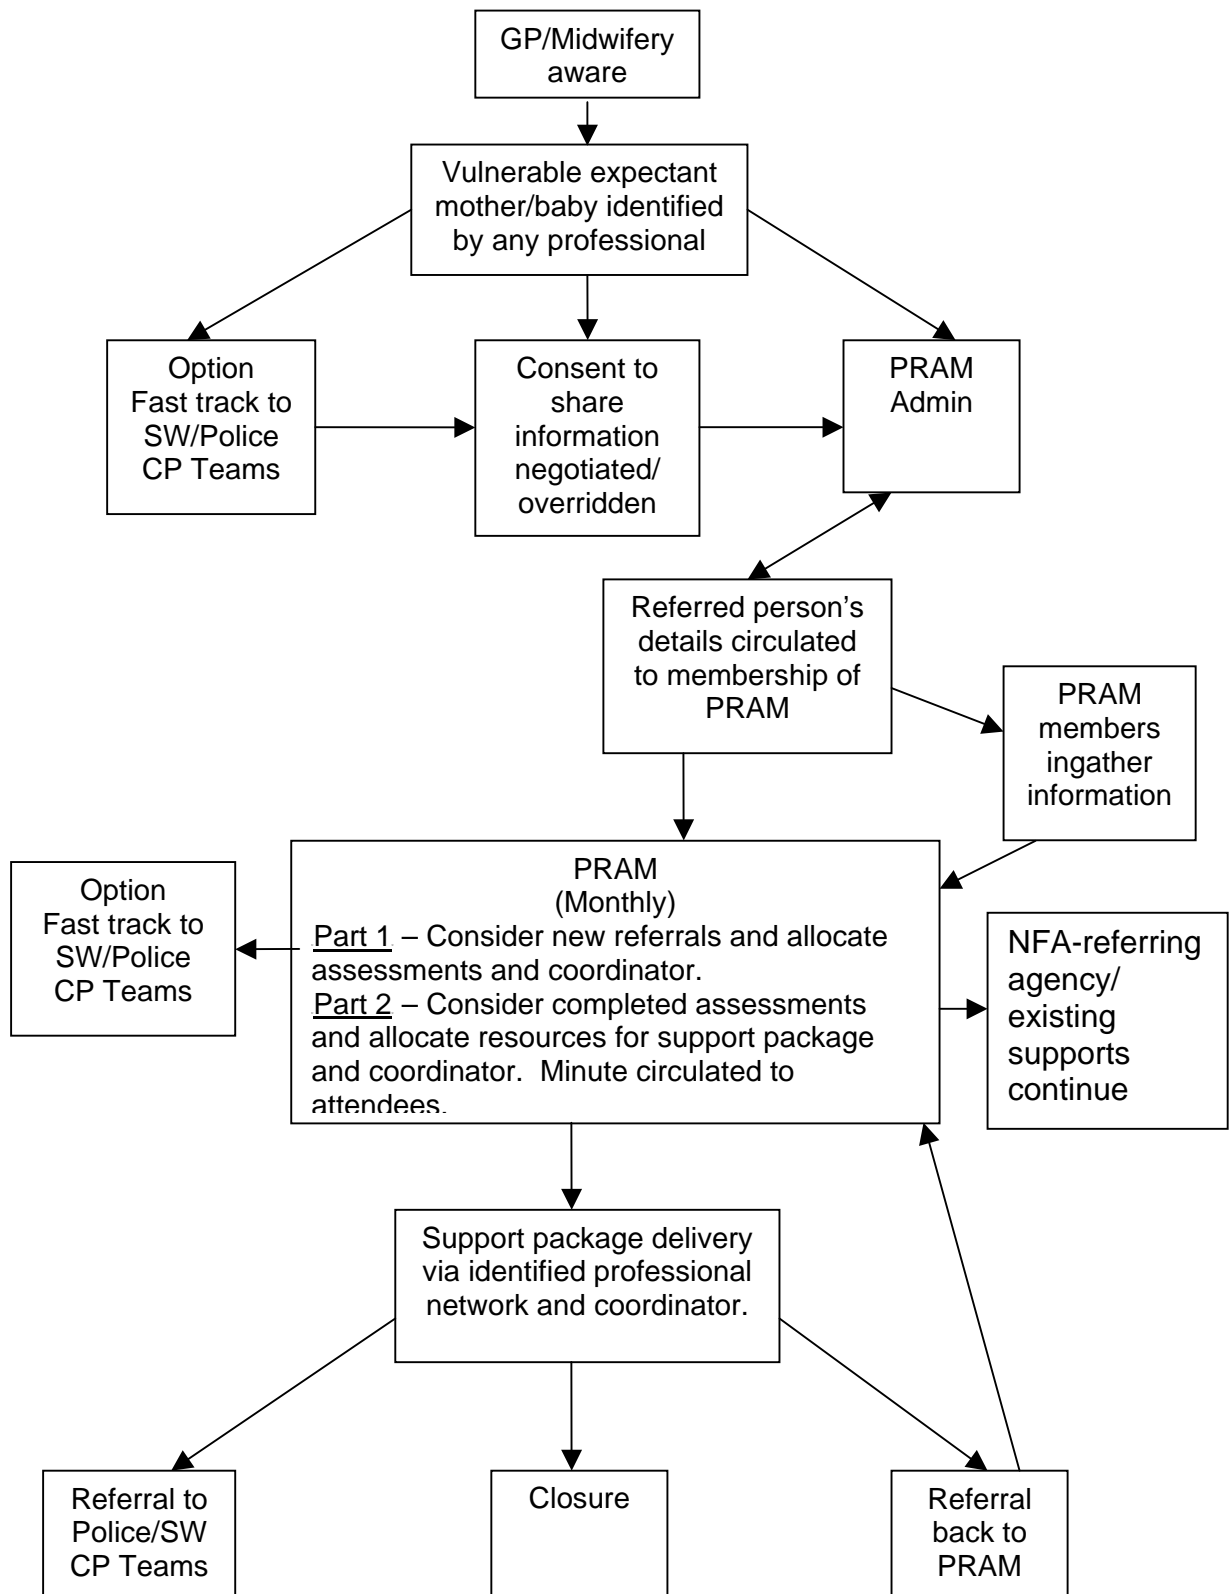 GP/Midwifery
aware
Vulnerable expectant
mother/baby identified
by any professional
Option
Fast track to
SW/Police
CP Teams
Consent to
share
information
negotiated/
overridden
PRAM
Admin
Referred person’s
details circulated
to membership of
PRAM
PRAM
members
ingather
information
Option
Fast track to
SW/Police
CP Teams
PRAM
(Monthly)
Part 1 – Consider new referrals and allocate
assessments and coordinator.
Part 2 – Consider completed assessments
and allocate resources for support package
and coordinator.  Minute circulated to
attendees.
NFA-referring
agency/
existing
supports
continue
Support package delivery
via identified professional
network and coordinator.
Referral to
Police/SW
CP Teams
Closure
Referral
back to
PRAM